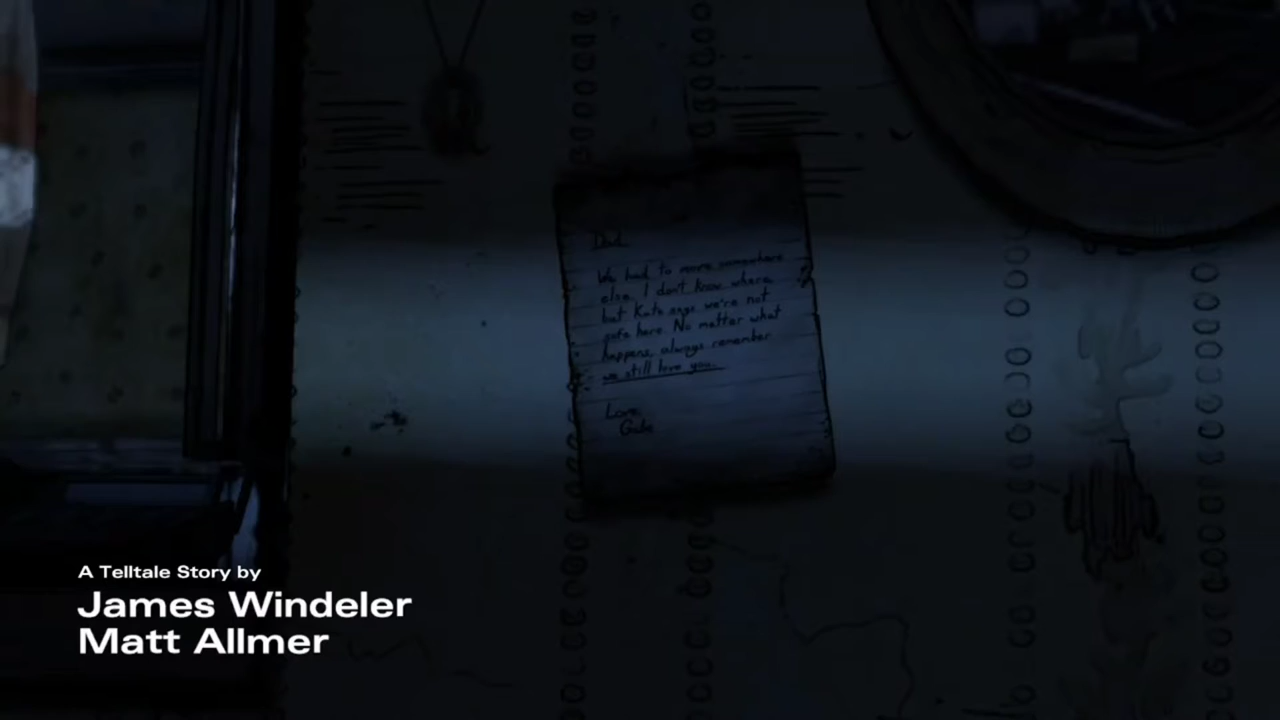 Dad
We had to move somewhere
else. I don't know where
but Kate says we're not
safe here. No matter what
happens, always remember
we still love you.
Love,
Gabe
A Telltale Story by
James Windeler
Matt Allmer